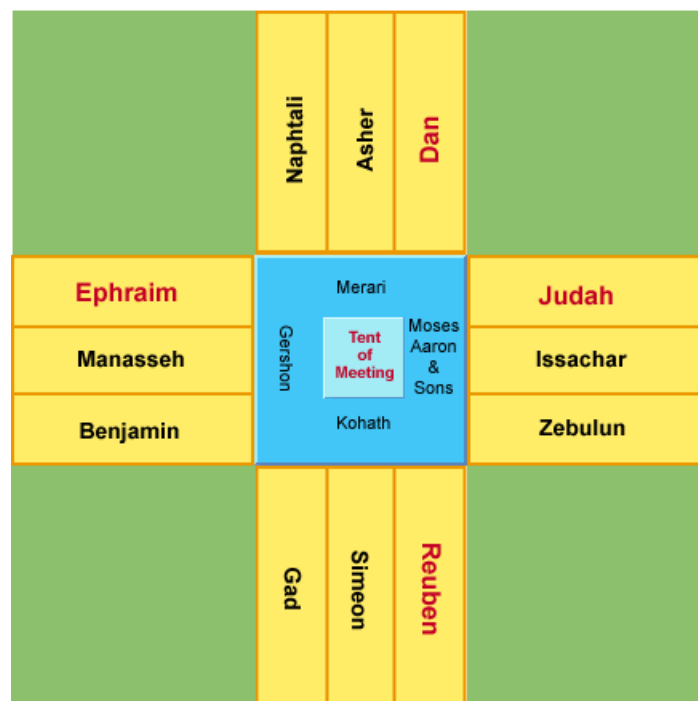 Naphtali
Asher
Dan
Ephraim
Manasseh
Benjamin
Merari
Gershon
Tent
of
Meeting
Moses
Aaron
&
Sons
Kohath
Judah
Issachar
Zebulun
Gad
Simeon
Reuben